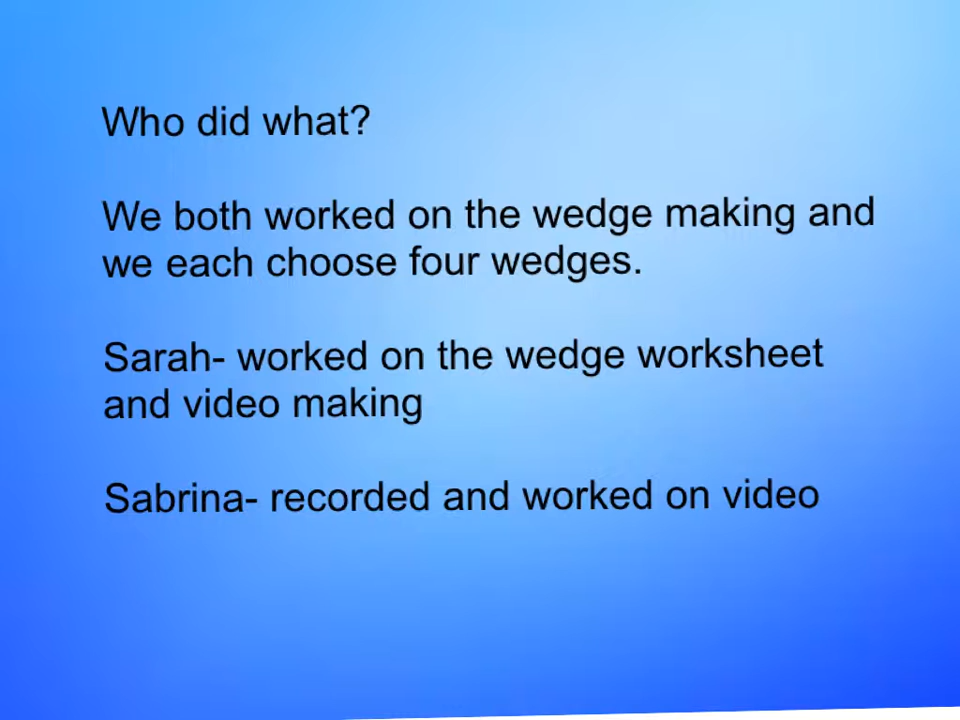 Who did what?
We both worked on the wedge making and
we each choose four wedges.
Sarah- worked on the wedge worksheet
and video making
Sabrina- recorded and worked on video